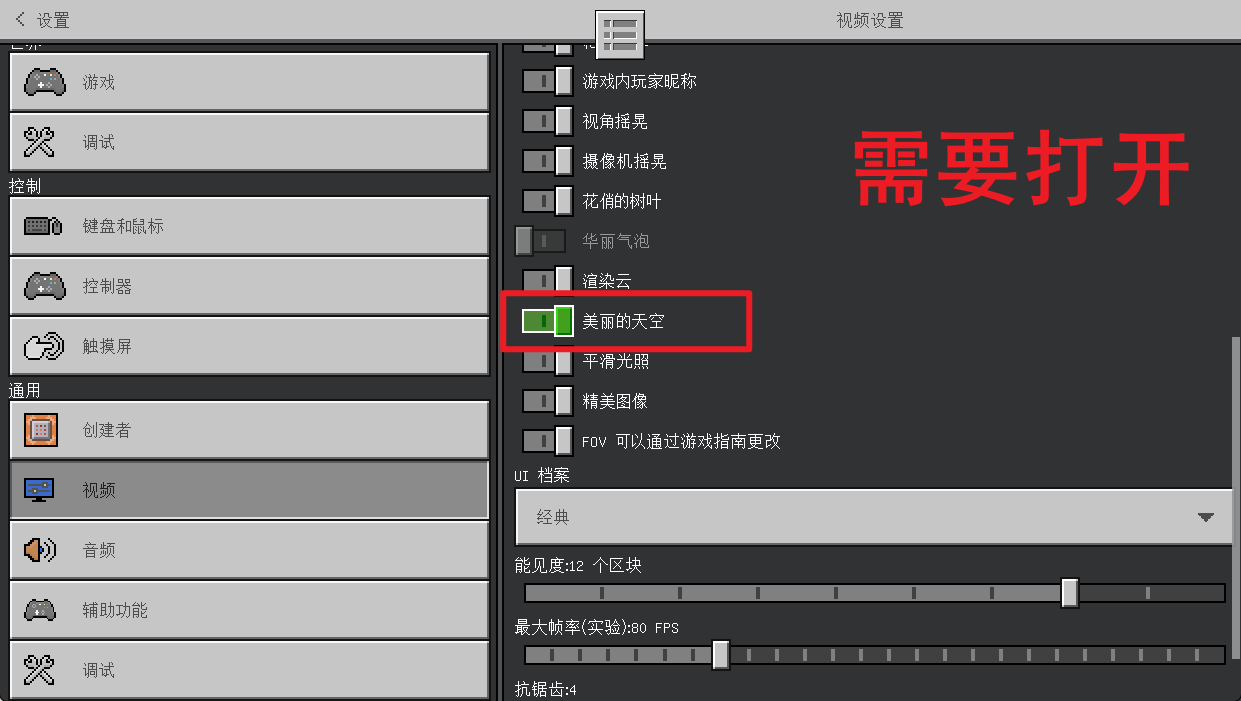 设置
视频设置
游戏
调试
控制
键盘和鼠标
控制器
触摸屏
通用
创建者
视频
音频
辅助功能
调试
游戏内玩家昵称
视角摇晃
摄像机摇晃
花俏的树叶
华丽气泡
渲染云
美丽的天空
平滑光照
精美图像
FOV 可以通过游戏指南更改
UI 档案
经典
能见度:12 个区块
最大帧率(实验):80 FPS
抗锯齿:4
需要打开